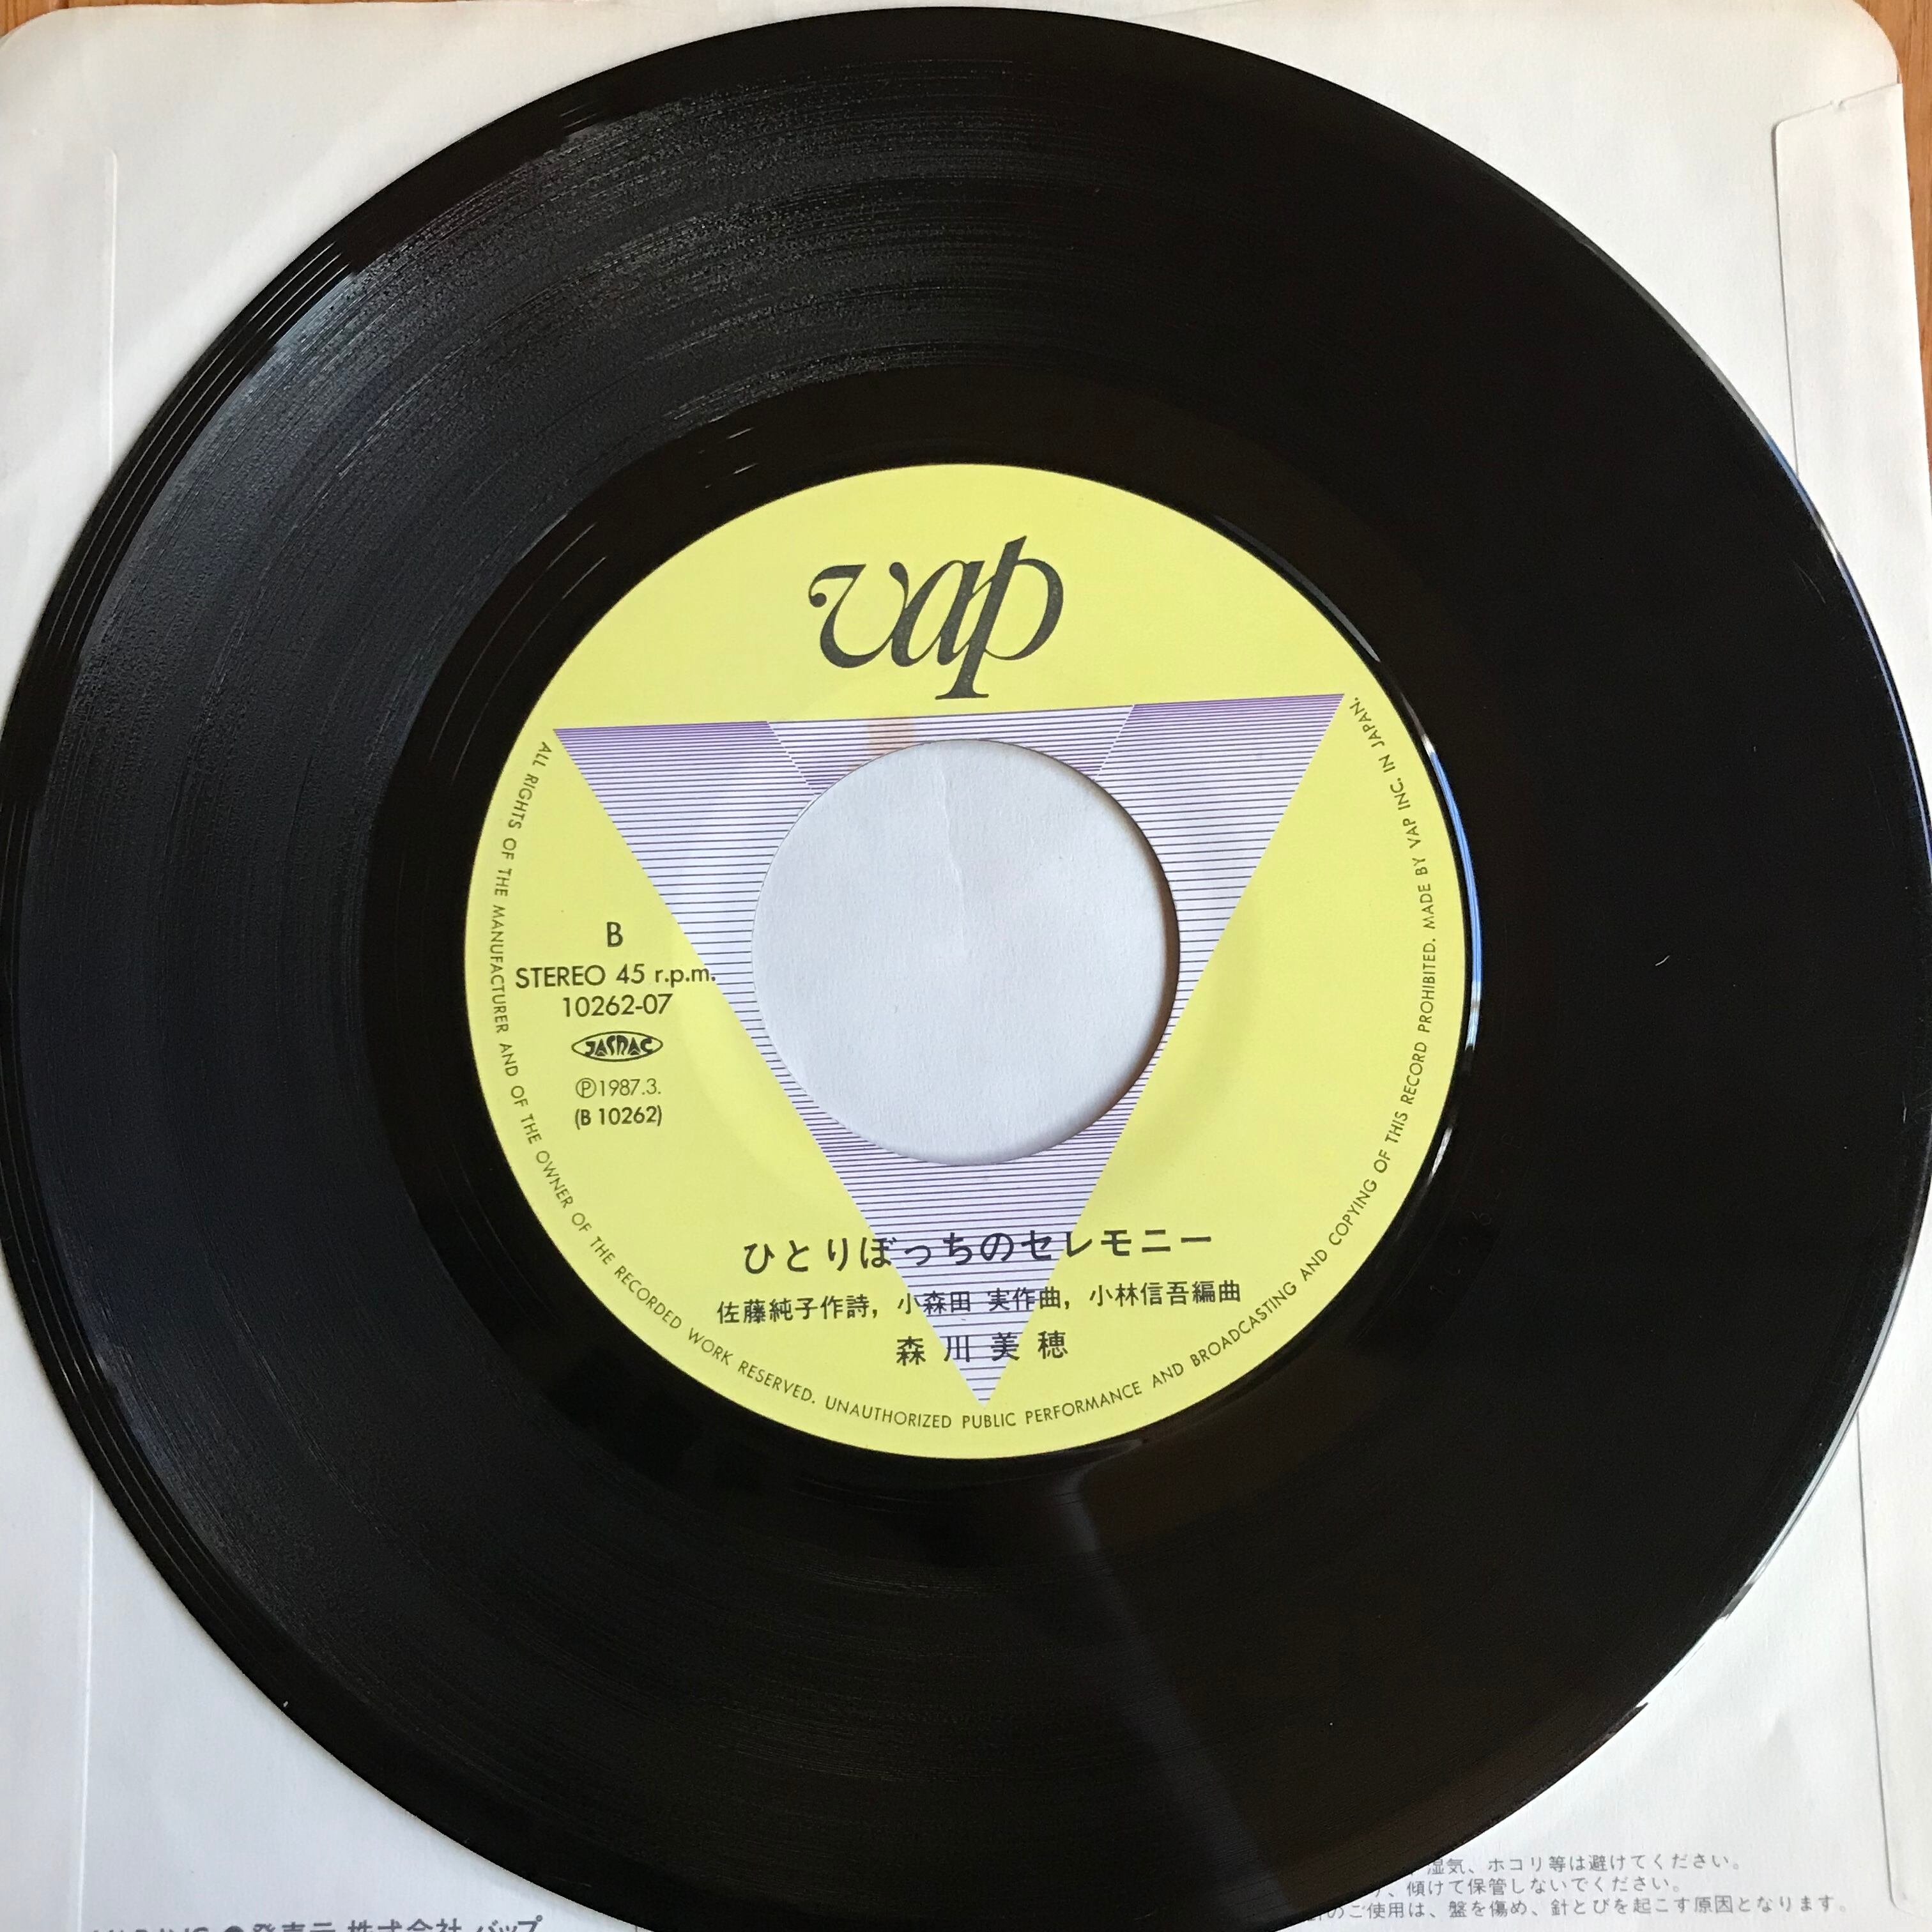 vap
B
STEREO 45 r.p.m.
10262-07
JASRAC
Ⓟ1987.3.
(B 10262)
ひとりぼっちのセレモニー
佐藤純子作詩, 小森田 実作曲, 小林信吾編曲
森川美穂
ALL RIGHTS OF THE MANUFACTURER AND OF THE OWNER OF THE RECORDED WORK RESERVED. UNAUTHORIZED PUBLIC PERFORMANCE AND BROADCASTING AND COPYING OF THIS RECORD PROHIBITED. MADE BY VAP INC. IN JAPAN.
湿気、ホコリ等は避けてください。
、傾けて保管しないでください。
のご使用は、盤を傷め、針とびを起こす原因となります。
発売元 株式会社 バップ